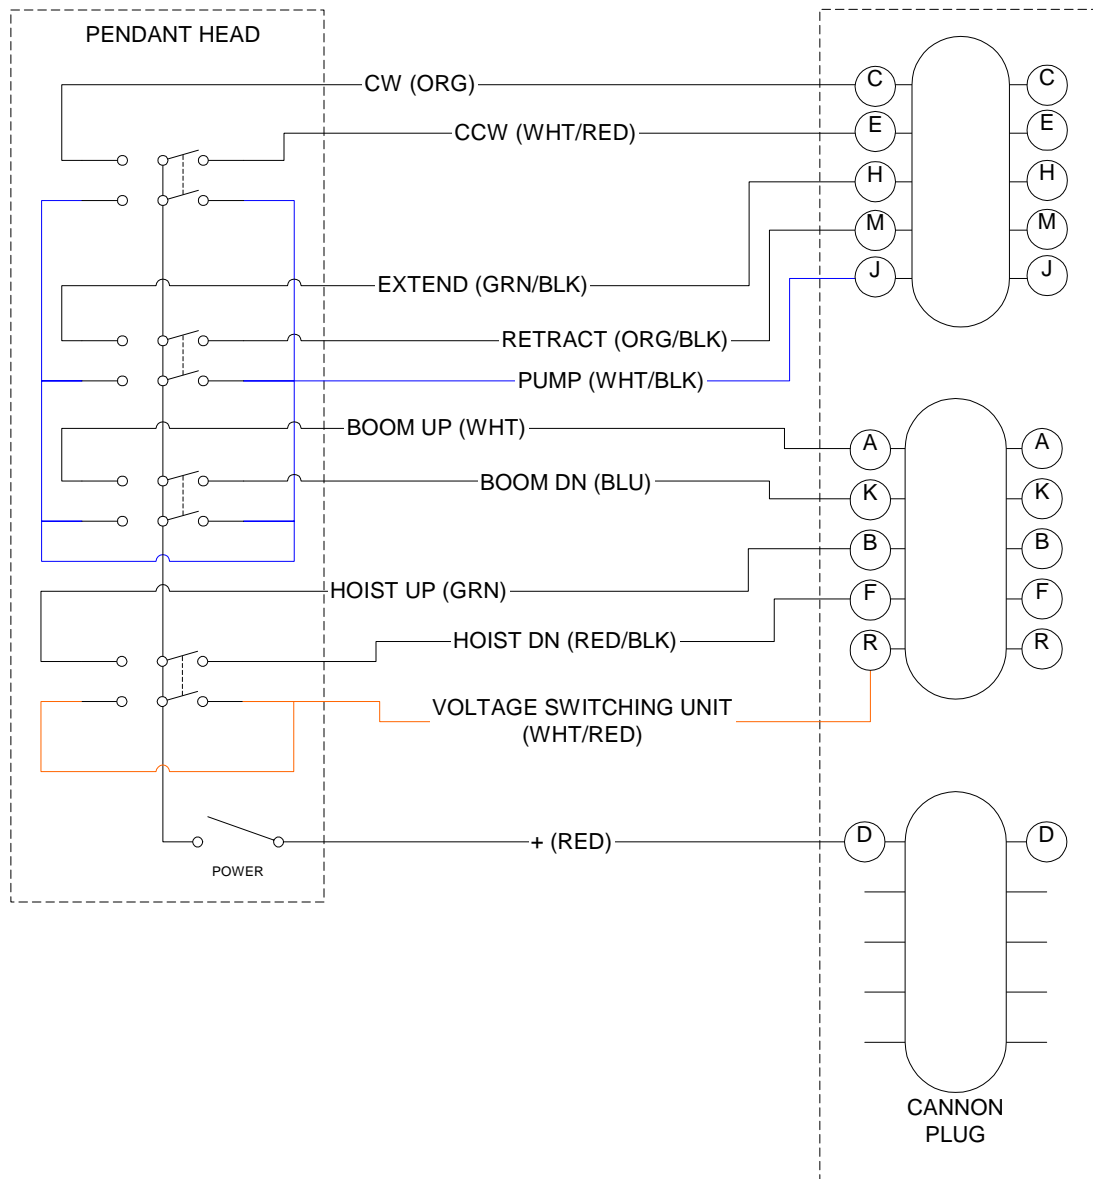 PENDANT HEAD
CW (ORG)
C
C
CCW (WHT/RED)
E
E
H
H
M
M
EXTEND (GRN/BLK)
J
J
RETRACT (ORG/BLK)
PUMP (WHT/BLK)
BOOM UP (WHT)
A
A
BOOM DN (BLU)
K
K
B
B
HOIST UP (GRN)
F
F
HOIST DN (RED/BLK)
R
R
VOLTAGE SWITCHING UNIT
(WHT/RED)
+ (RED)
D
D
POWER
CANNON
PLUG